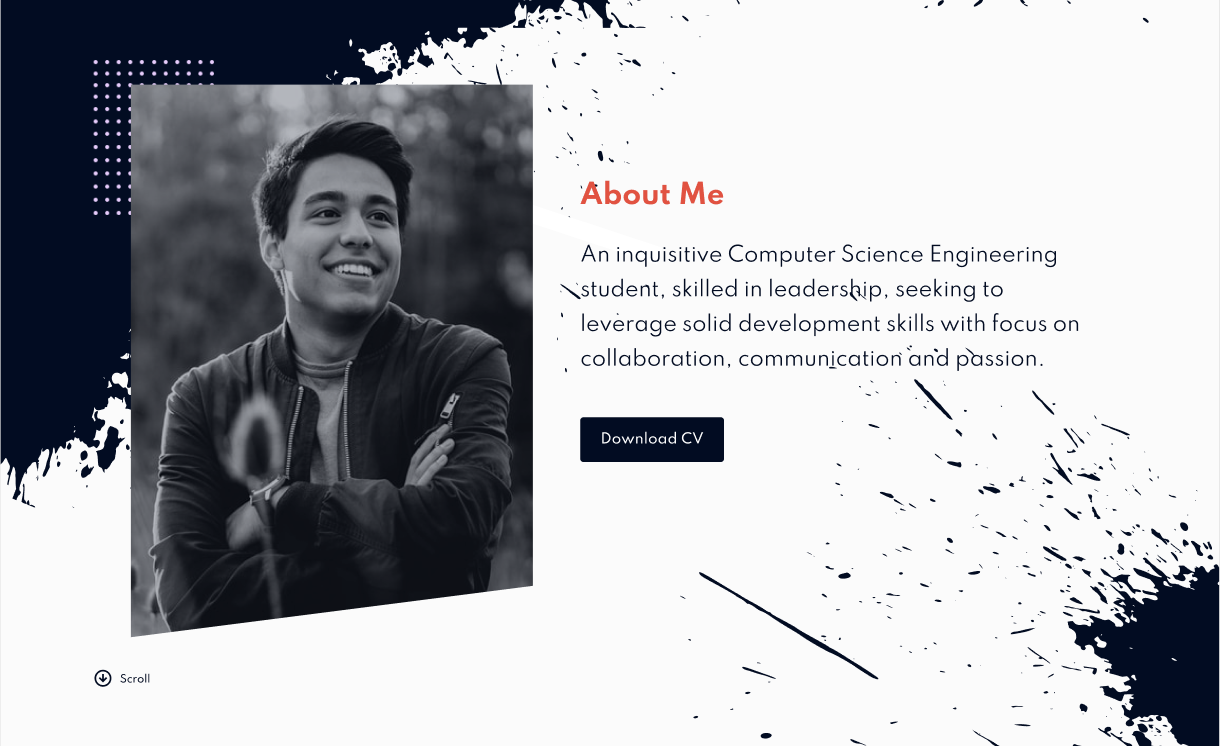 About Me
An inquisitive Computer Science Engineering
student, skilled in leadership, seeking to
leverage solid development skills with focus on
collaboration, communication and passion.
Download CV
Scroll